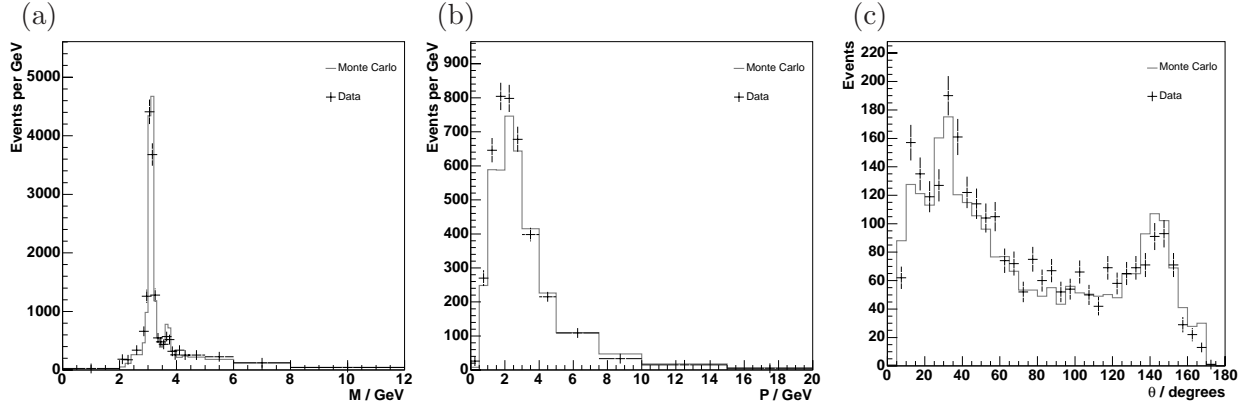 (a)
Events per GeV
5000
4000
3000
2000
1000
0
0 2 4 6 8 10 12
M / GeV
Monte Carlo
Data
(b)
Events per GeV
900
800
700
600
500
400
300
200
100
0
0 2 4 6 8 10 12 14 16 18 20
P / GeV
Monte Carlo
Data
(c)
Events
220
200
180
160
140
120
100
80
60
40
20
0
0 20 40 60 80 100 120 140 160 180
θ / degrees
Monte Carlo
Data